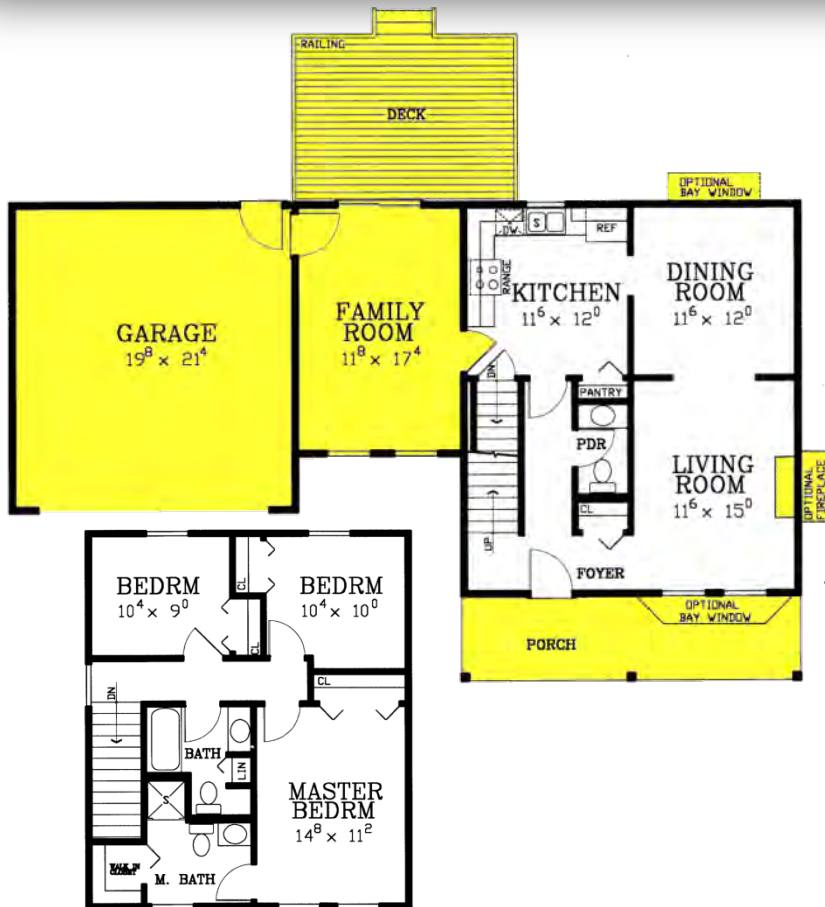 RAILING
DECK
OPTIONAL
BAY WINDOW
GARAGE
19⁸ × 21⁴
FAMILY
ROOM
11⁸ × 17⁴
DW
S
REF
RANGE
KITCHEN
11⁶ × 12⁰
DINING
ROOM
11⁶ × 12⁰
DN
PANTRY
PDR
LIVING
ROOM
11⁶ × 15⁰
OPTIONAL
FIREPLACE
UP
CL
FOYER
OPTIONAL
BAY WINDOW
PORCH
BEDRM
10⁴ × 9⁰
CL
BEDRM
10⁴ × 10⁰
CL
DN
CL
BATH
LIN
S
MASTER
BEDRM
14⁸ × 11²
WALK IN
CLOSET
M. BATH